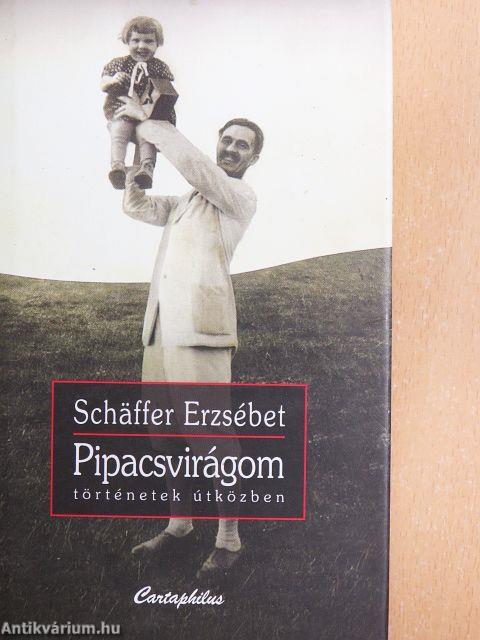 Schäffer Erzsébet
Pipacsvirágom
történetek útközben
Cartaphilus
Antikvárium.hu